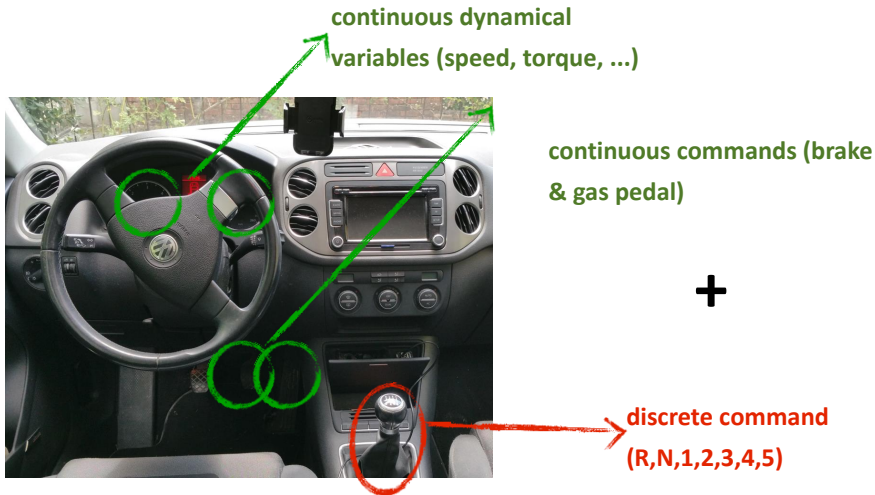 continuous dynamical
variables (speed, torque, ...)
continuous commands (brake
& gas pedal)
+
discrete command
(R,N,1,2,3,4,5)